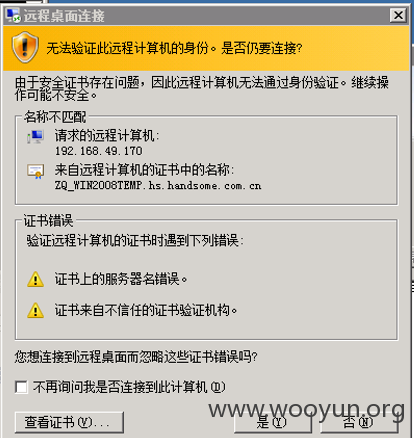 远程桌面连接
无法验证此远程计算机的身份。是否仍要连接?
由于安全证书存在问题，因此此远程计算机无法通过身份验证。继续操
作可能不安全。
名称不匹配
请求的远程计算机:
192.168.49.170
来自远程计算机的证书中的名称:
ZQ_WIN2008TEMP.hs.handsome.com.cn
证书错误
验证远程计算机的证书时遇到下列错误:
证书上的服务器名错误。
证书来自不信任的证书验证机构。
您想连接到远程桌面而忽略这些证书错误吗?
不再询问我是否连接到此计算机(D)
查看证书(V)...
是(Y)
否(N)
www.wooyun.org